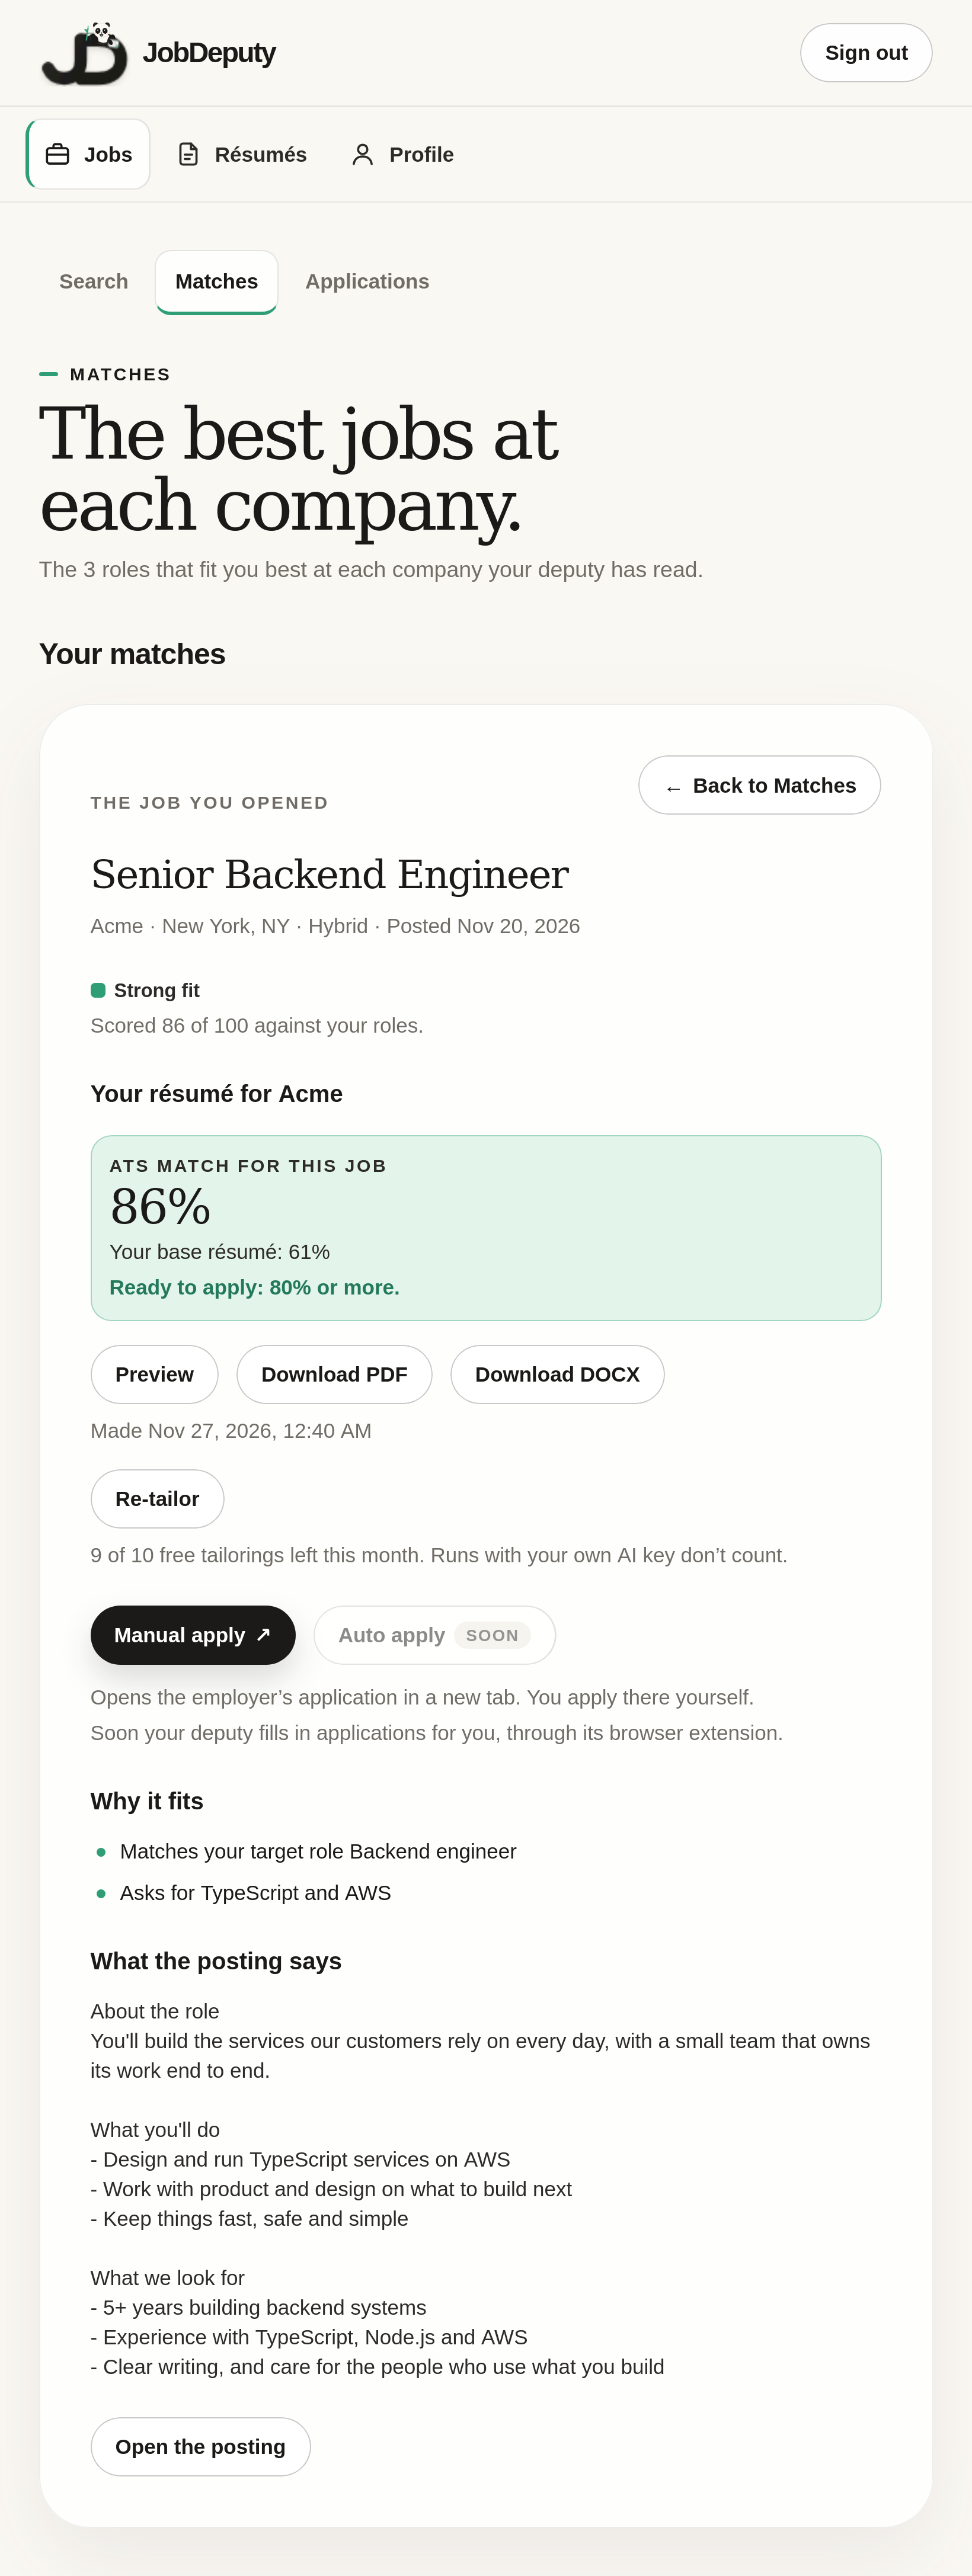 JobDeputy
Sign out
Jobs
Résumés
Profile
Search
Matches
Applications
MATCHES
The best jobs at
each company.
The 3 roles that fit you best at each company your deputy has read.
Your matches
THE JOB YOU OPENED
← Back to Matches
Senior Backend Engineer
Acme · New York, NY · Hybrid · Posted Nov 20, 2026
Strong fit
Scored 86 of 100 against your roles.
Your résumé for Acme
ATS MATCH FOR THIS JOB
86%
Your base résumé: 61%
Ready to apply: 80% or more.
Preview
Download PDF
Download DOCX
Made Nov 27, 2026, 12:40 AM
Re-tailor
9 of 10 free tailorings left this month. Runs with your own AI key don’t count.
Manual apply ↗
Auto apply SOON
Opens the employer’s application in a new tab. You apply there yourself.
Soon your deputy fills in applications for you, through its browser extension.
Why it fits
Matches your target role Backend engineer
Asks for TypeScript and AWS
What the posting says
About the role
You'll build the services our customers rely on every day, with a small team that owns
its work end to end.
What you'll do
- Design and run TypeScript services on AWS
- Work with product and design on what to build next
- Keep things fast, safe and simple
What we look for
- 5+ years building backend systems
- Experience with TypeScript, Node.js and AWS
- Clear writing, and care for the people who use what you build
Open the posting